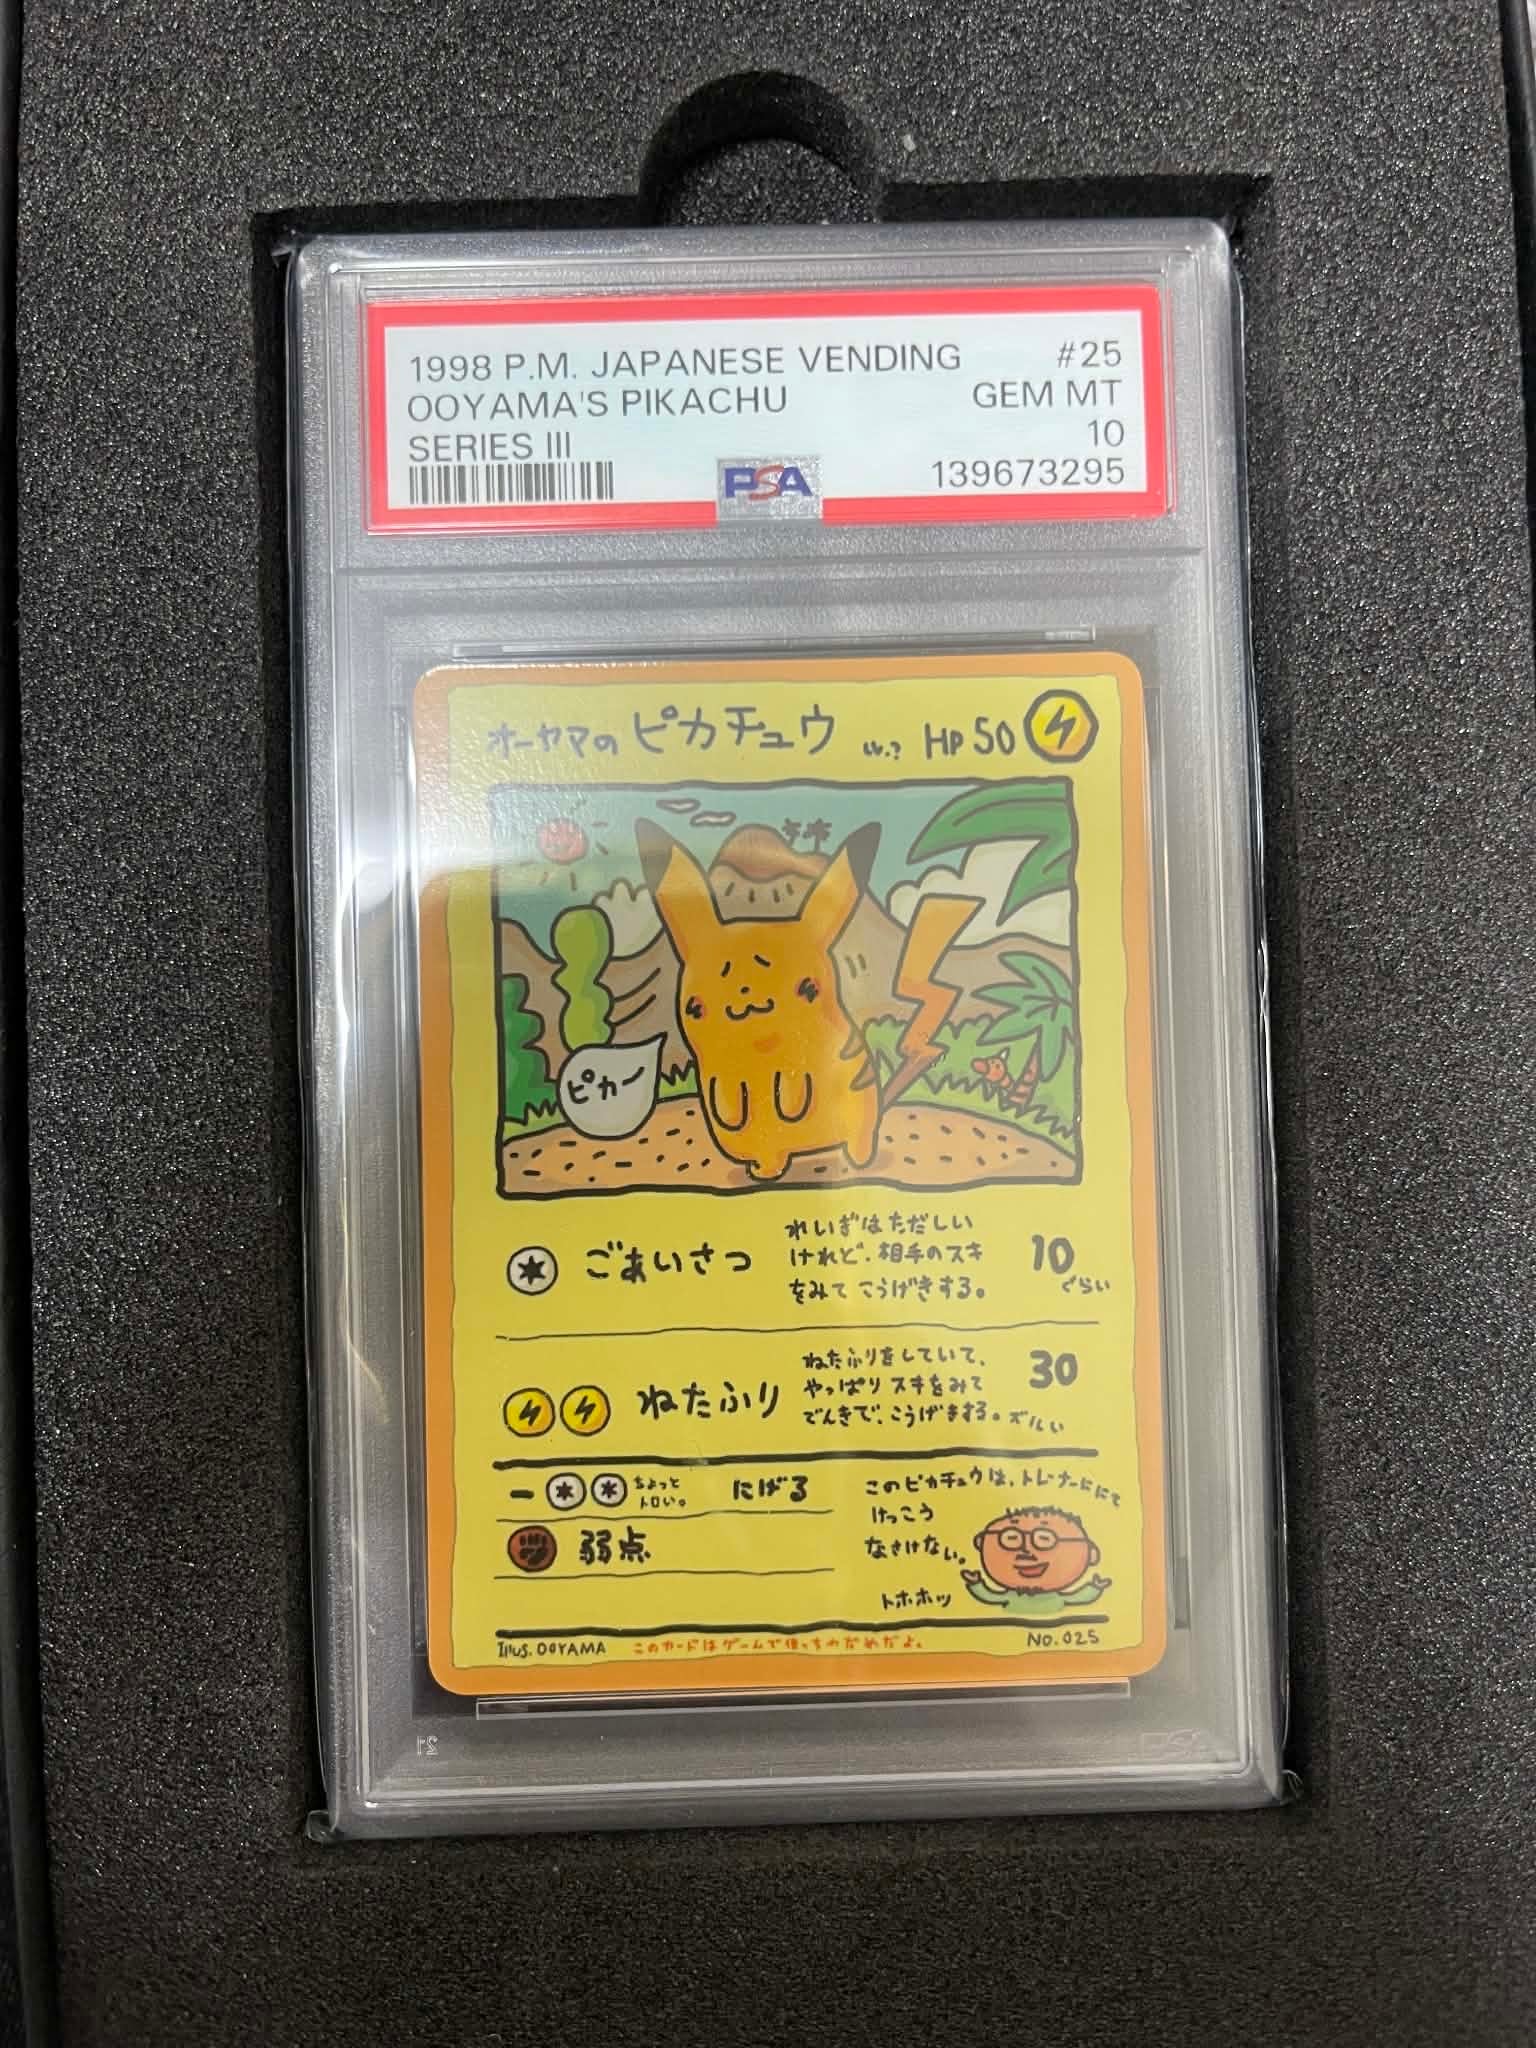 1998 P.M. JAPANESE VENDING #25
OOYAMA'S PIKACHU GEM MT
SERIES III 10
PSA 139673295
オーヤマの ピカチュウ Lv.? HP 50
ピカー
ごあいさつ
れいぎはただしい
けれど、相手のスキ
をみて こうげきする。
10
ぐらい
ねたふり
ねたふりをしていて、
やっぱり スキをみて
でんきで、こうげきする。ズルい
30
ー ちょっと
トロい。
にげる
弱点
このピカチュウは、トレーナーににて
けっこう
なさけない。
トホホッ
Illus. OOYAMA このカードはゲームで使っちゃだめだよ。 NO.025
PSA